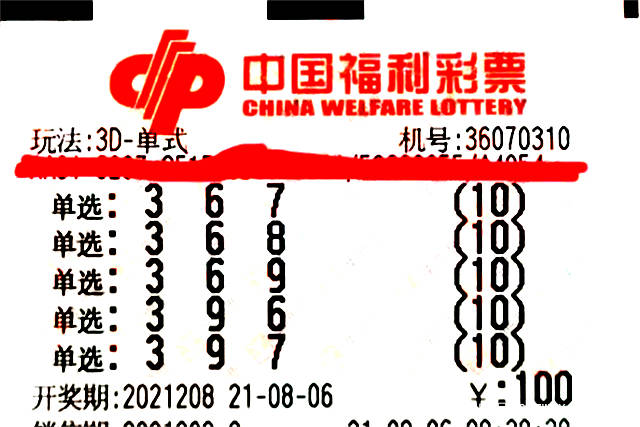 中国福利彩票
CHINA WELFARE LOTTERY
玩法:3D-单式 机号:36070310
单选: 3 6 7 (10)
单选: 3 6 8 (10)
单选: 3 6 9 (10)
单选: 3 9 6 (10)
单选: 3 9 7 (10)
开奖期:2021208 21-08-06 ¥:100